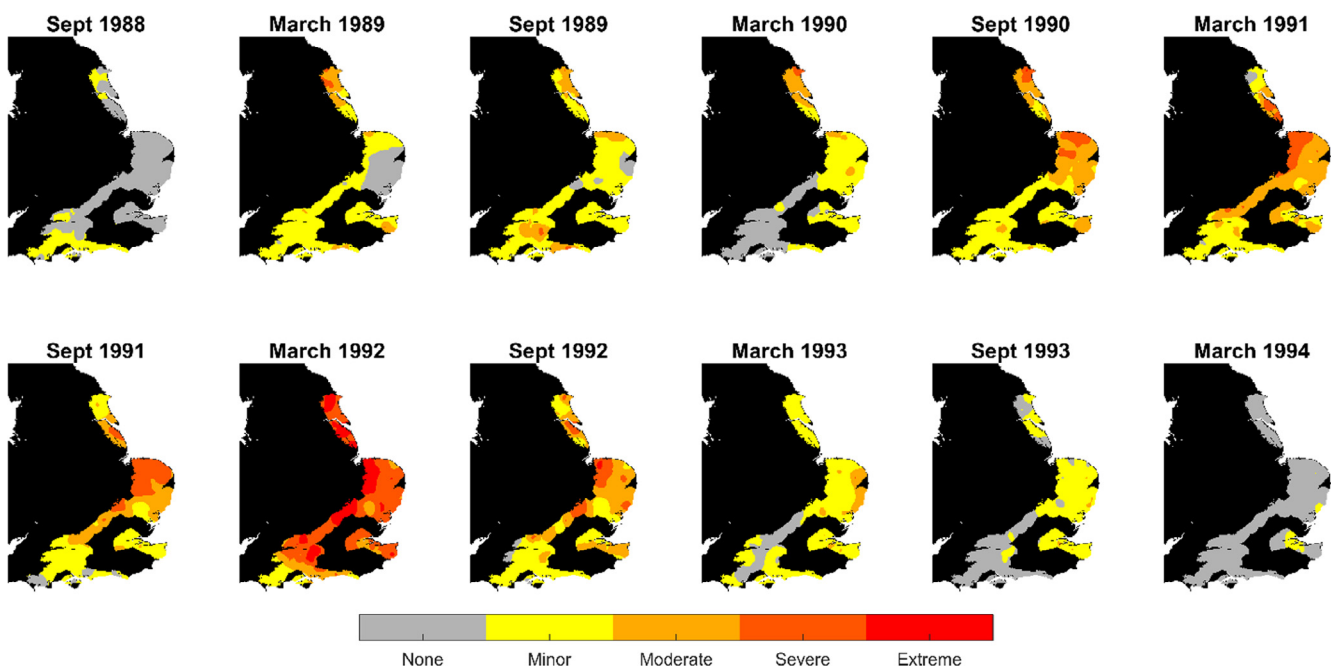 Sept 1988 March 1989 Sept 1989 March 1990 Sept 1990 March 1991
Sept 1991 March 1992 Sept 1992 March 1993 Sept 1993 March 1994
None Minor Moderate Severe Extreme